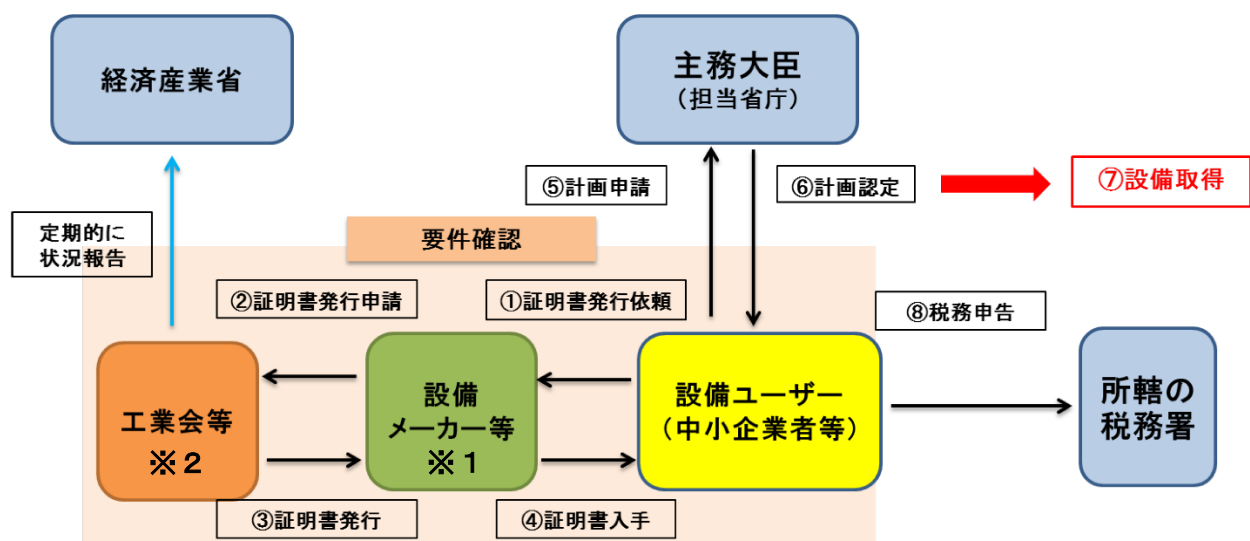 経済産業省
主務大臣
（担当省庁）
⑤計画申請
⑥計画認定
⑦設備取得
定期的に
状況報告
要件確認
②証明書発行申請
①証明書発行依頼
⑧税務申告
工業会等
※２
設備
メーカー等
※１
設備ユーザー
（中小企業者等）
所轄の
税務署
③証明書発行
④証明書入手